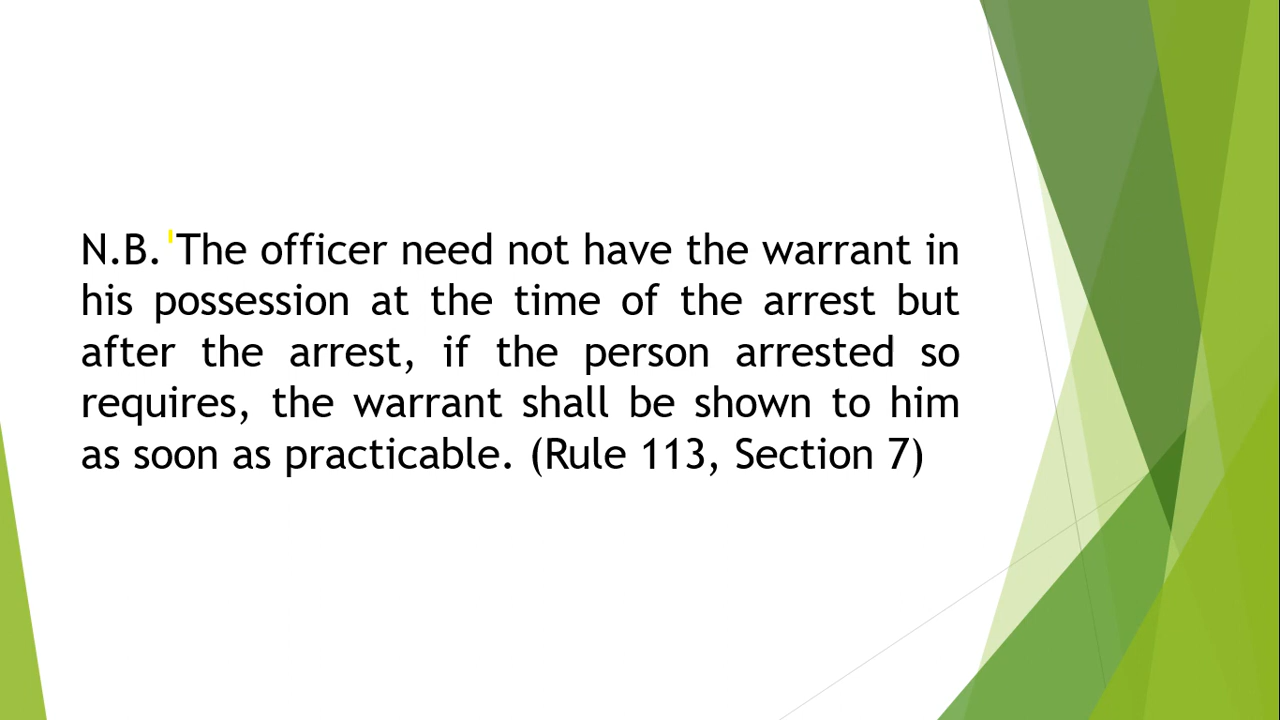 N.B.'The officer need not have the warrant in
his possession at the time of the arrest but
after the arrest, if the person arrested so
requires, the warrant shall be shown to him
as soon as practicable. (Rule 113, Section 7)